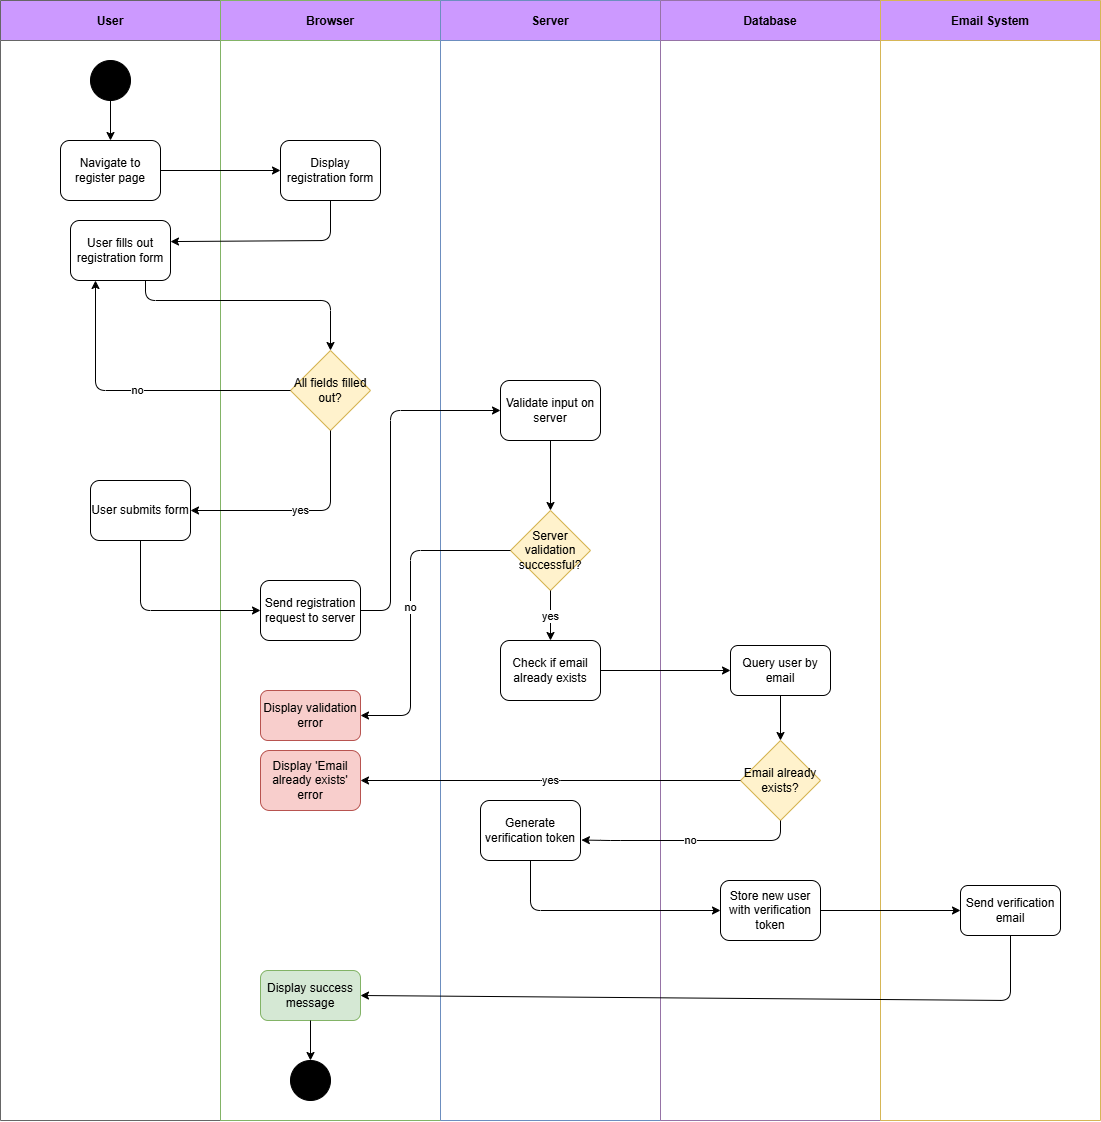 User
Browser
Server
Database
Email System
Navigate to
register page
Display
registration form
User fills out
registration form
All fields filled
out?
no
Validate input on
server
User submits form
yes
Server
validation
successful?
Send registration
request to server
no
yes
Check if email
already exists
Query user by
email
Display validation
error
Display 'Email
already exists'
error
yes
Email already
exists?
Generate
verification token
no
Store new user
with verification
token
Send verification
email
Display success
message